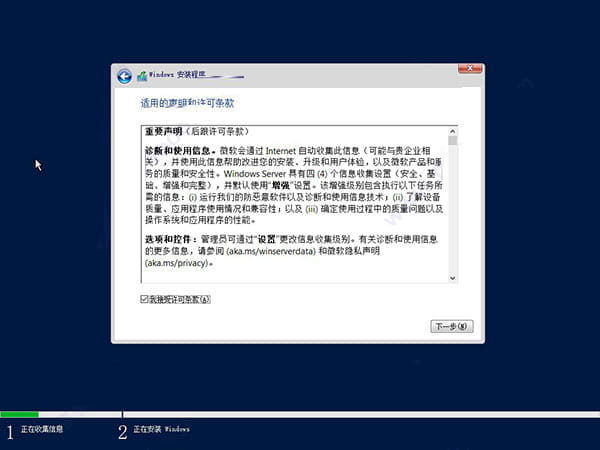 Windows 安装程序
适用的声明和许可条款
重要声明（后跟许可条款）
诊断和使用信息。微软会通过 Internet 自动收集此信息（可能与贵企业相
关），并使用此信息帮助改进您的安装、升级和用户体验，以及微软产品和服
务的质量和安全性。Windows Server 具有四 (4) 个信息收集设置（安全、基
础、增强和完整），并默认使用“增强”设置。该增强级别包含执行以下任务所
需的信息：(i) 运行我们的防恶意软件以及诊断和使用信息技术；(ii) 了解设备
质量、应用程序使用情况和兼容性；以及 (iii) 确定使用过程中的质量问题以及
操作系统和应用程序的性能。
选项和控件：管理员可通过“设置”更改信息收集级别。有关诊断和使用信息
的更多信息，请参阅 (aka.ms/winserverdata) 和微软隐私声明
(aka.ms/privacy)。
我接受许可条款(A)
下一步(N)
1 正在收集信息
2 正在安装 Windows